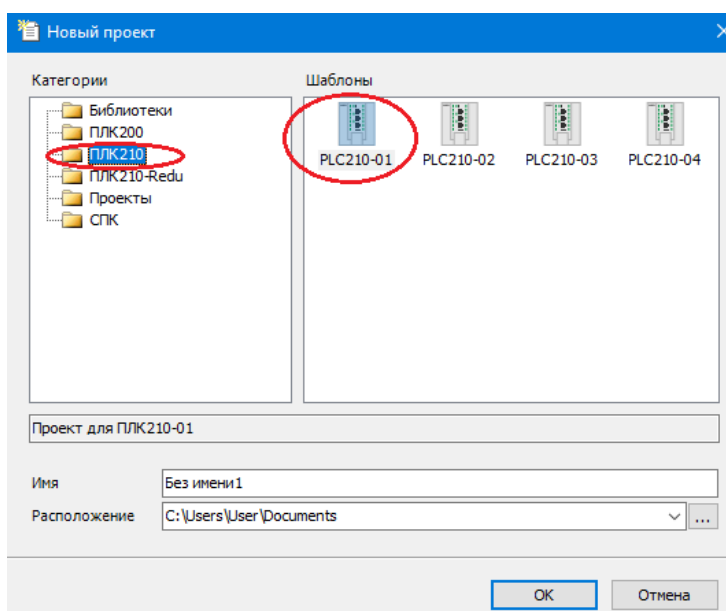 Новый проект
Категории
Шаблоны
Библиотеки
ПЛК200
ПЛК210
ПЛК210-Redu
Проекты
СПК
PLC210-01 PLC210-02 PLC210-03 PLC210-04
Проект для ПЛК210-01
Имя Без имени1
Расположение C:\Users\User\Documents ...
OK Отмена